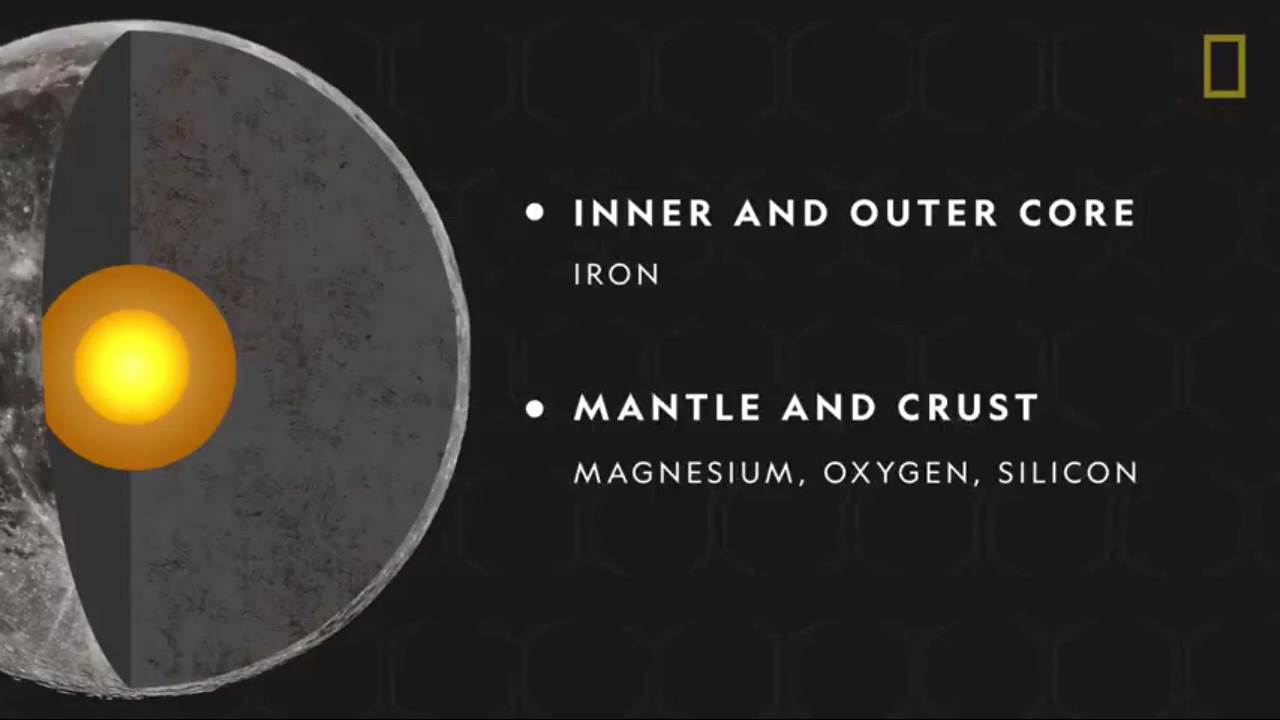 INNER AND OUTER CORE
IRON
MANTLE AND CRUST
MAGNESIUM, OXYGEN, SILICON